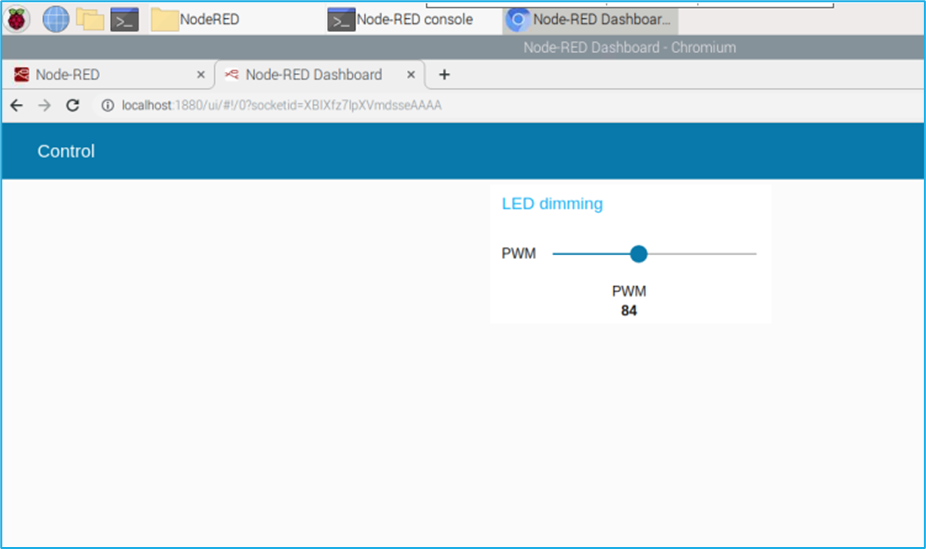 NodeRED
Node-RED console
Node-RED Dashboar...
Node-RED Dashboard - Chromium
Node-RED
Node-RED Dashboard
localhost:1880/ui/#!/0?socketid=XBIXfz7IpXVmdsseAAAA
Control
LED dimming
PWM
PWM
84